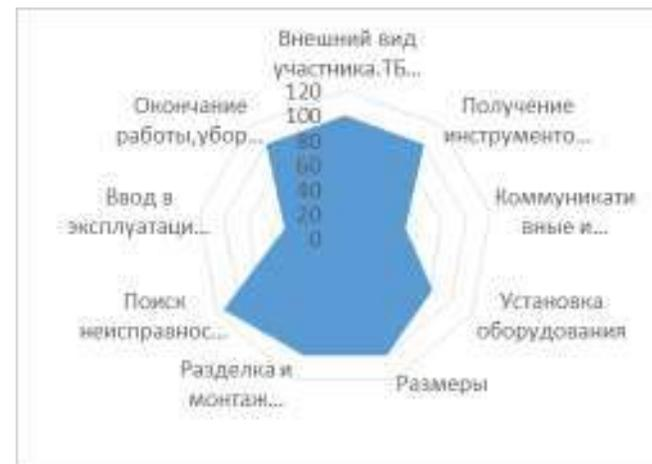 Внешний вид
участника.ТБ...
120
100
80
60
40
20
0
Получение
инструменто...
Коммуникати
вные и...
Установка
оборудования
Размеры
Разделка и
монтаж...
Поиск
неисправнос...
Ввод в
эксплуатаци...
Окончание
работы,убор...